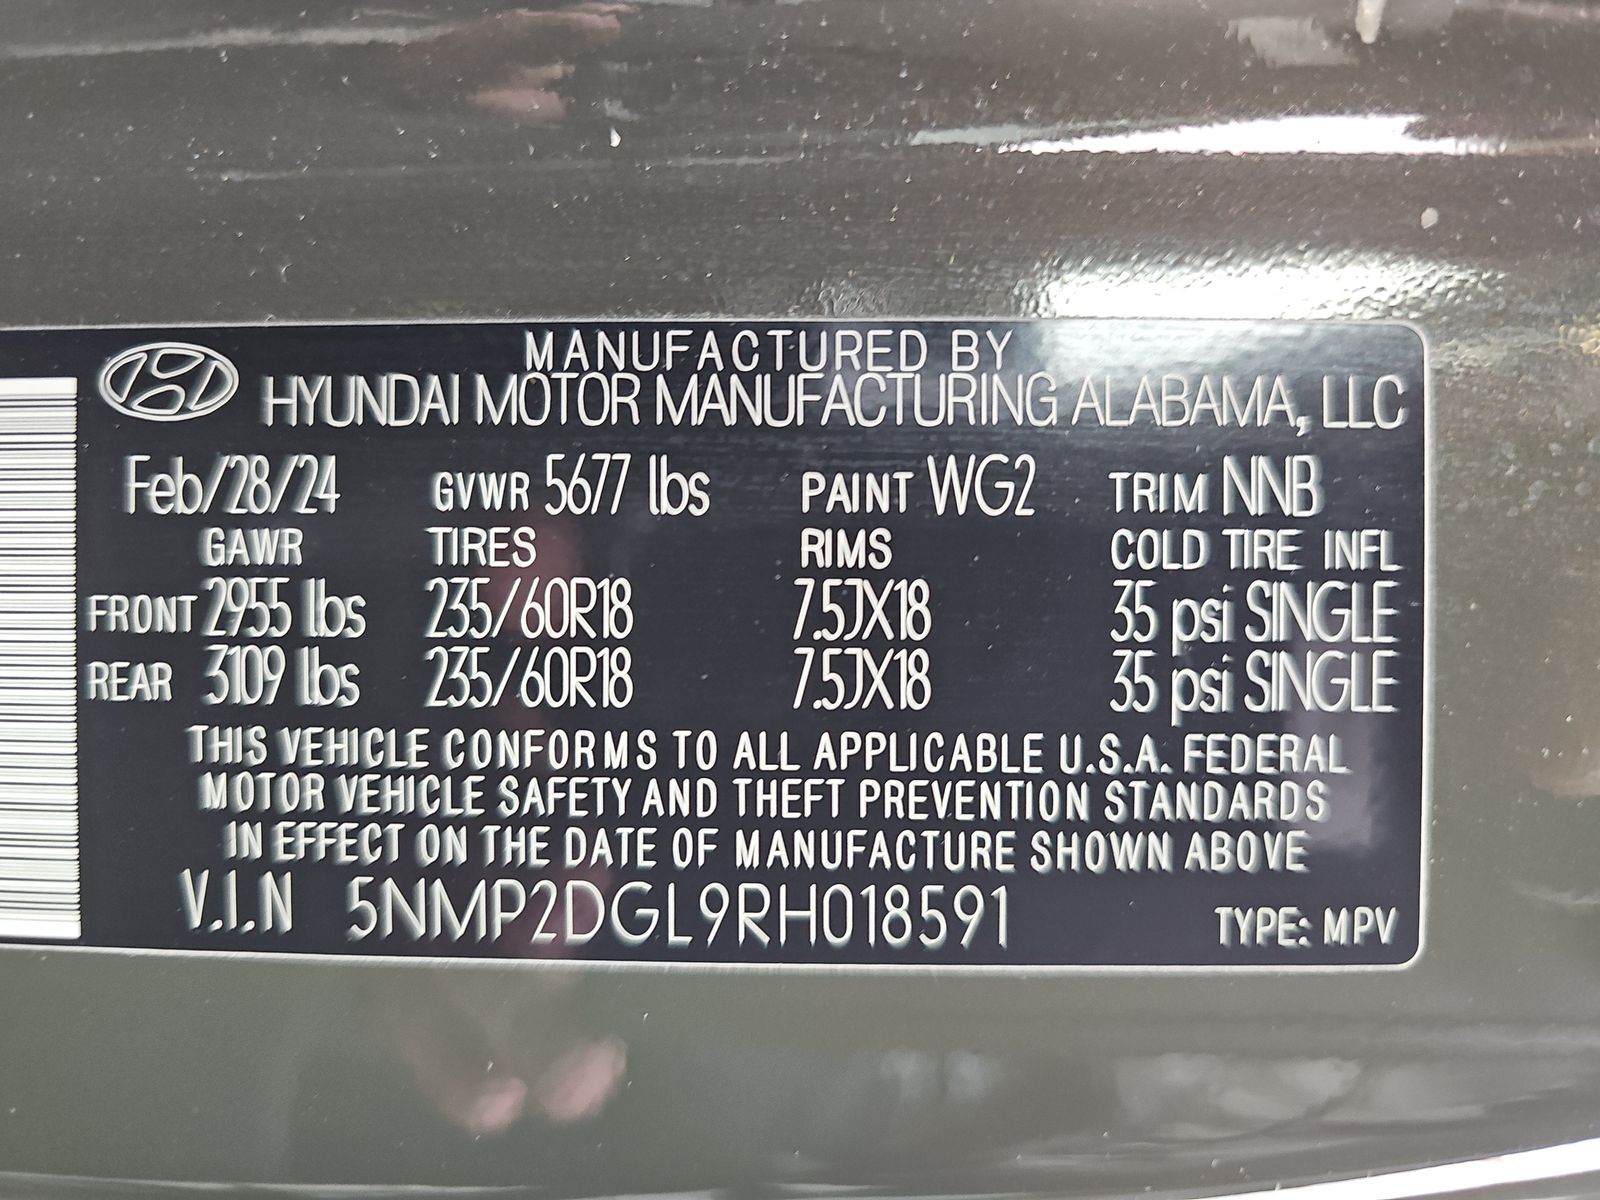 MANUFACTURED BY
HYUNDAI MOTOR MANUFACTURING ALABAMA, LLC
Feb/28/24 GVWR 5677 lbs PAINT WG2 TRIM NNB
GAWR TIRES RIMS COLD TIRE INFL
FRONT 2955 lbs 235/60R18 7.5JX18 35 psi SINGLE
REAR 3109 lbs 235/60R18 7.5JX18 35 psi SINGLE
THIS VEHICLE CONFORMS TO ALL APPLICABLE U.S.A. FEDERAL
MOTOR VEHICLE SAFETY AND THEFT PREVENTION STANDARDS
IN EFFECT ON THE DATE OF MANUFACTURE SHOWN ABOVE
V.I.N 5NMP2DGL9RH018591 TYPE: MPV